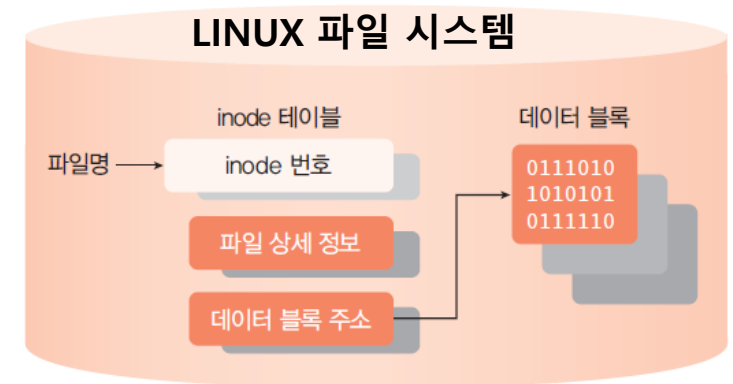 LINUX 파일 시스템
inode 테이블
데이터 블록
파일명
inode 번호
0111010
1010101
0111110
파일 상세 정보
데이터 블록 주소